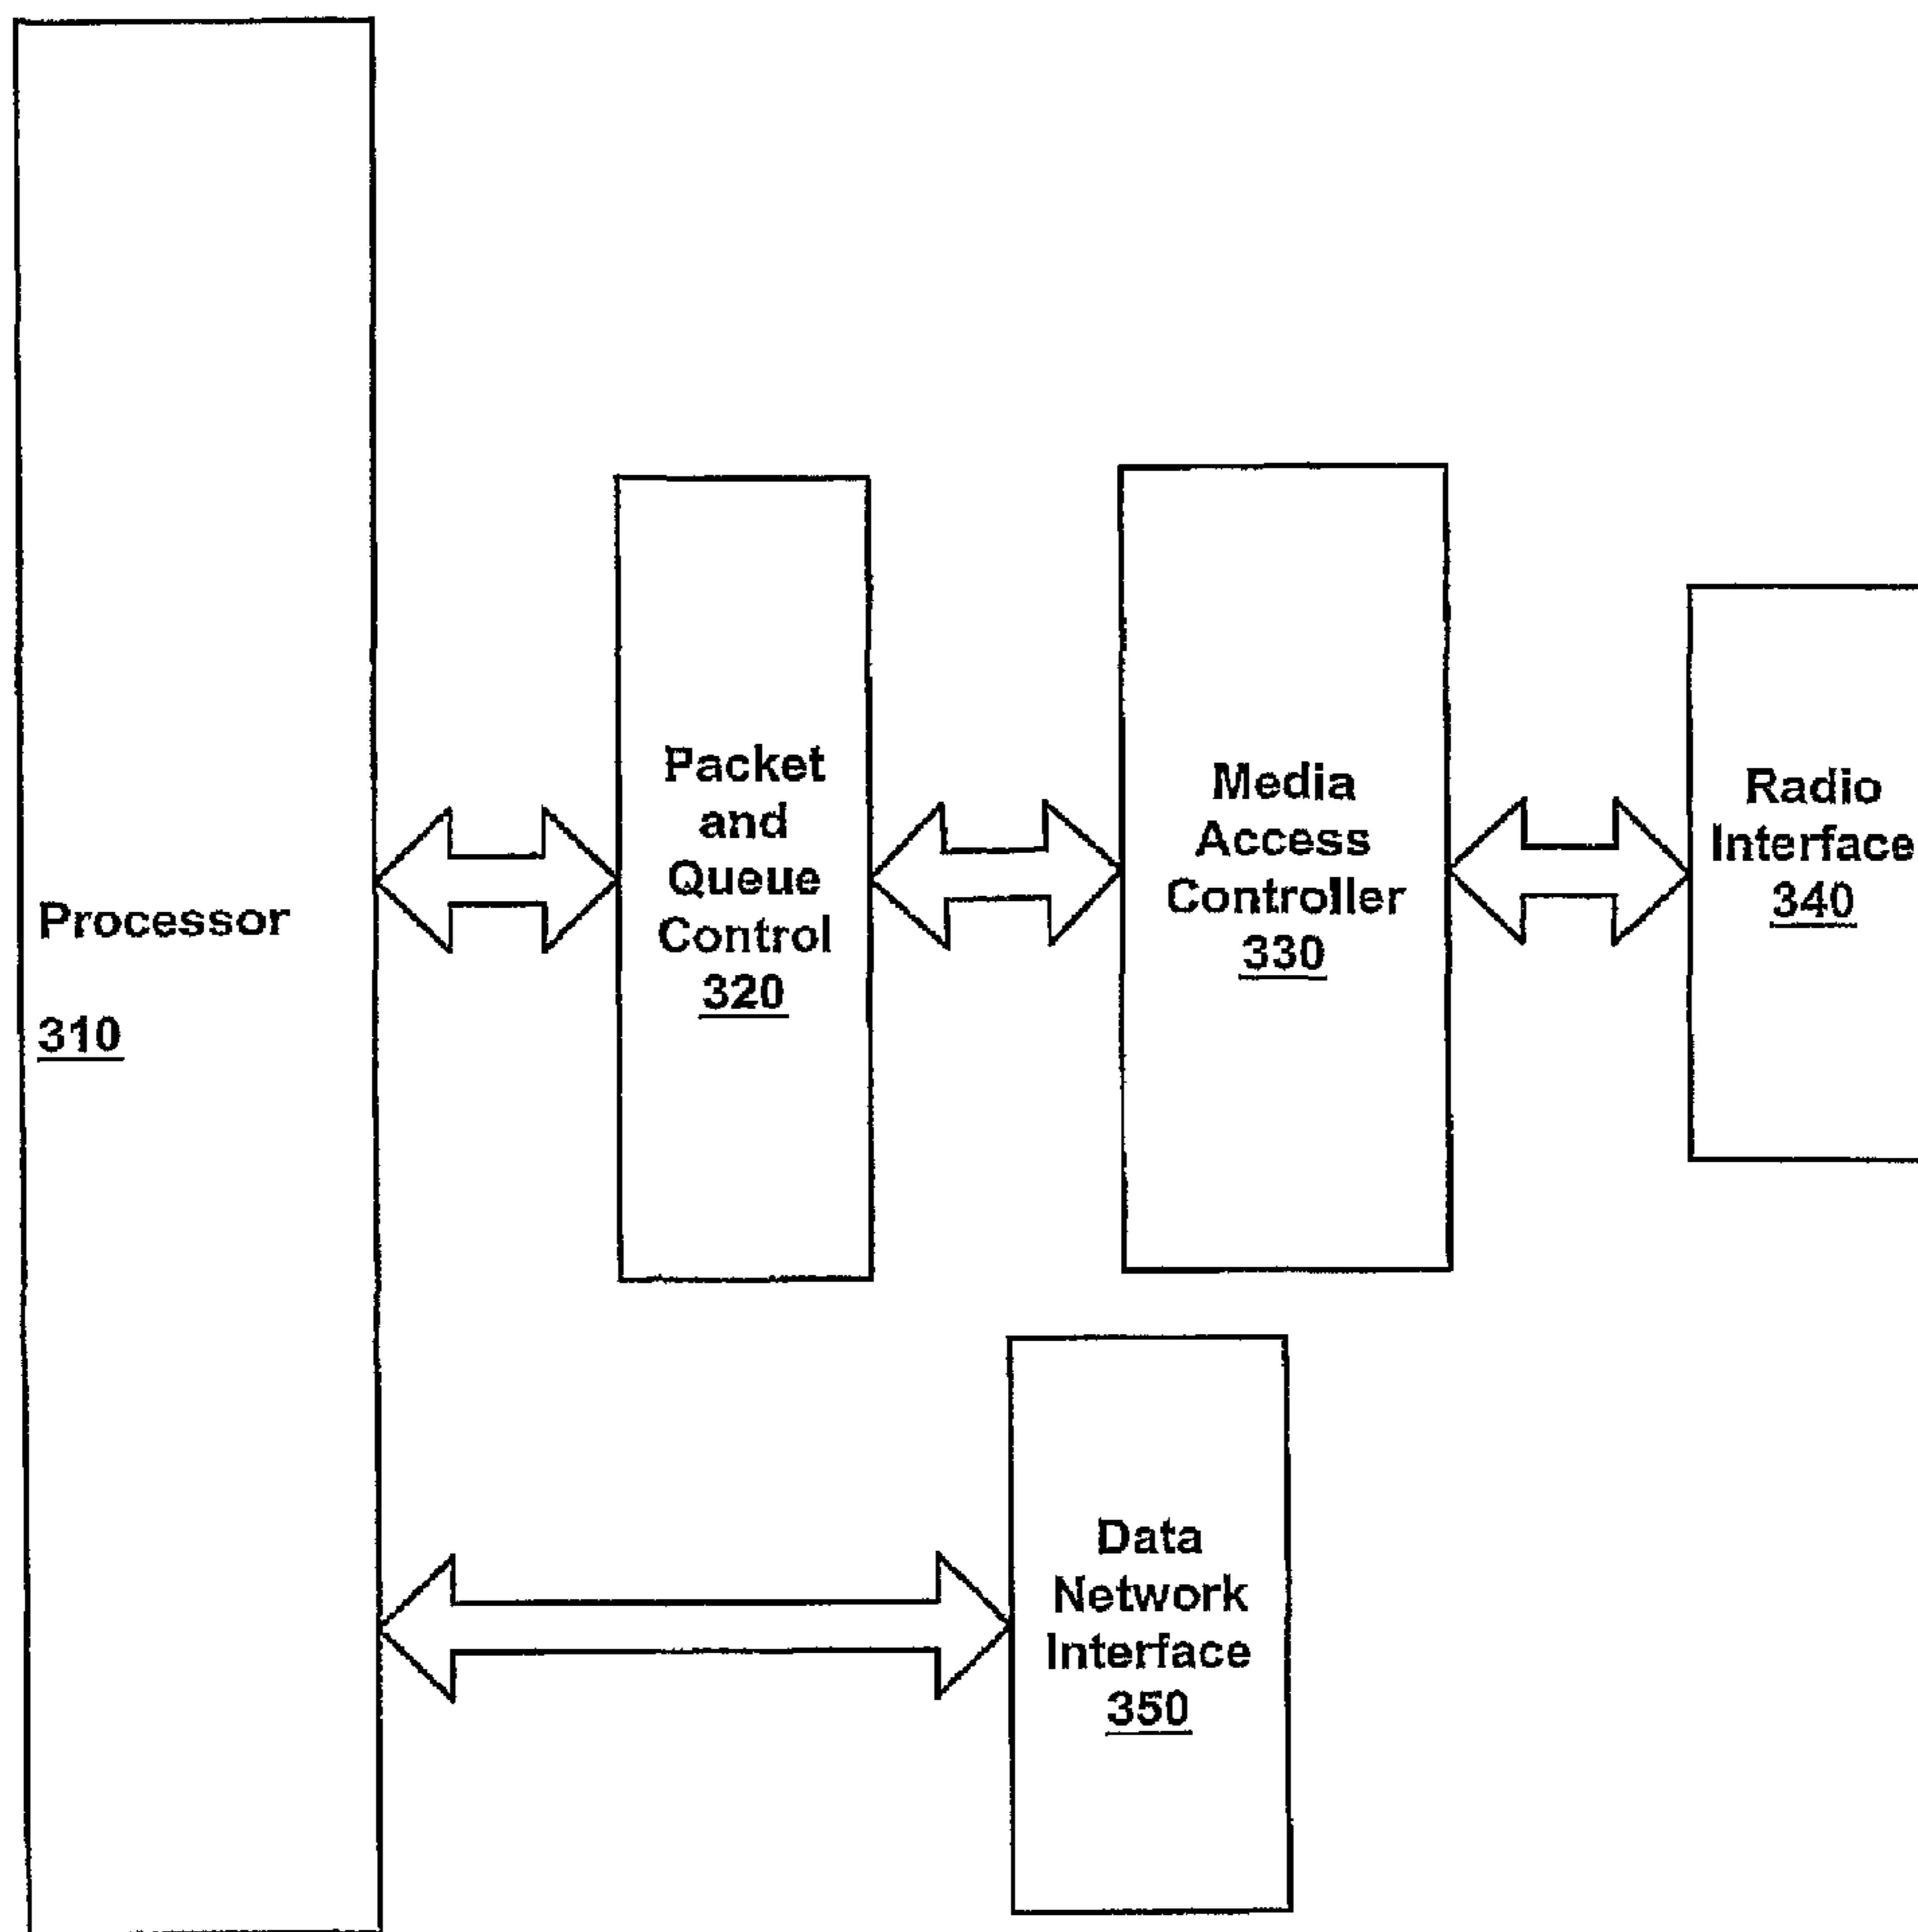 Processor
310
Packet
and
Queue
Control
320
Media
Access
Controller
330
Radio
Interface
340
Data
Network
Interface
350